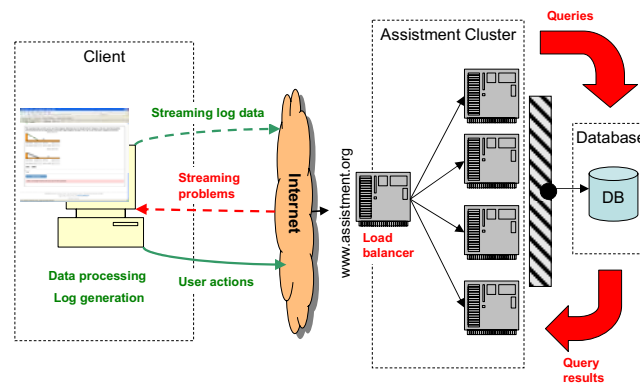 Client
Streaming log data
Streaming
problems
Data processing
Log generation
User actions
Internet
www.assistment.org
Assistment Cluster
Load
balancer
Queries
Database
DB
Query
results